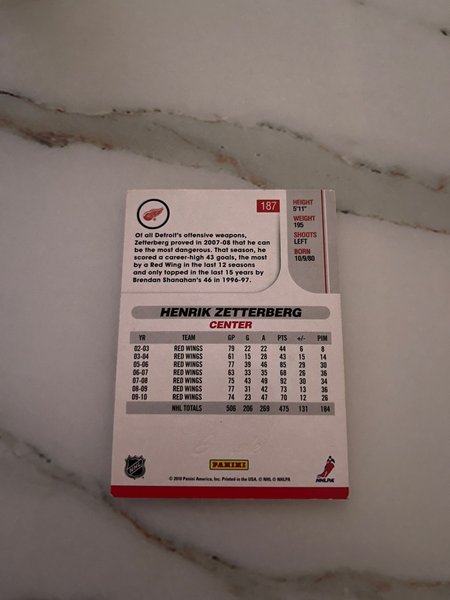 187
Of all Detroit's offensive weapons,
Zetterberg proved in 2007-08 that he can
be the most dangerous. That season, he
scored a career-high 43 goals, the most
by a Red Wing in the last 12 seasons
and only topped in the last 15 years by
Brendan Shanahan's 46 in 1996-97.
HEIGHT
5'11"
WEIGHT
195
SHOOTS
LEFT
BORN
10/9/80
HENRIK ZETTERBERG
CENTER
YR TEAM GP G A PTS +/- PIM
02-03 RED WINGS 79 22 22 44 6 8
03-04 RED WINGS 61 15 28 43 15 14
05-06 RED WINGS 77 39 46 85 29 30
06-07 RED WINGS 63 33 35 68 26 36
07-08 RED WINGS 75 43 49 92 30 34
08-09 RED WINGS 77 31 42 73 13 36
09-10 RED WINGS 74 23 47 70 12 26
NHL TOTALS 506 206 269 475 131 184
NHL
PANINI
NHLPA
© 2010 Panini America, Inc. Printed in the USA. © NHL © NHLPA